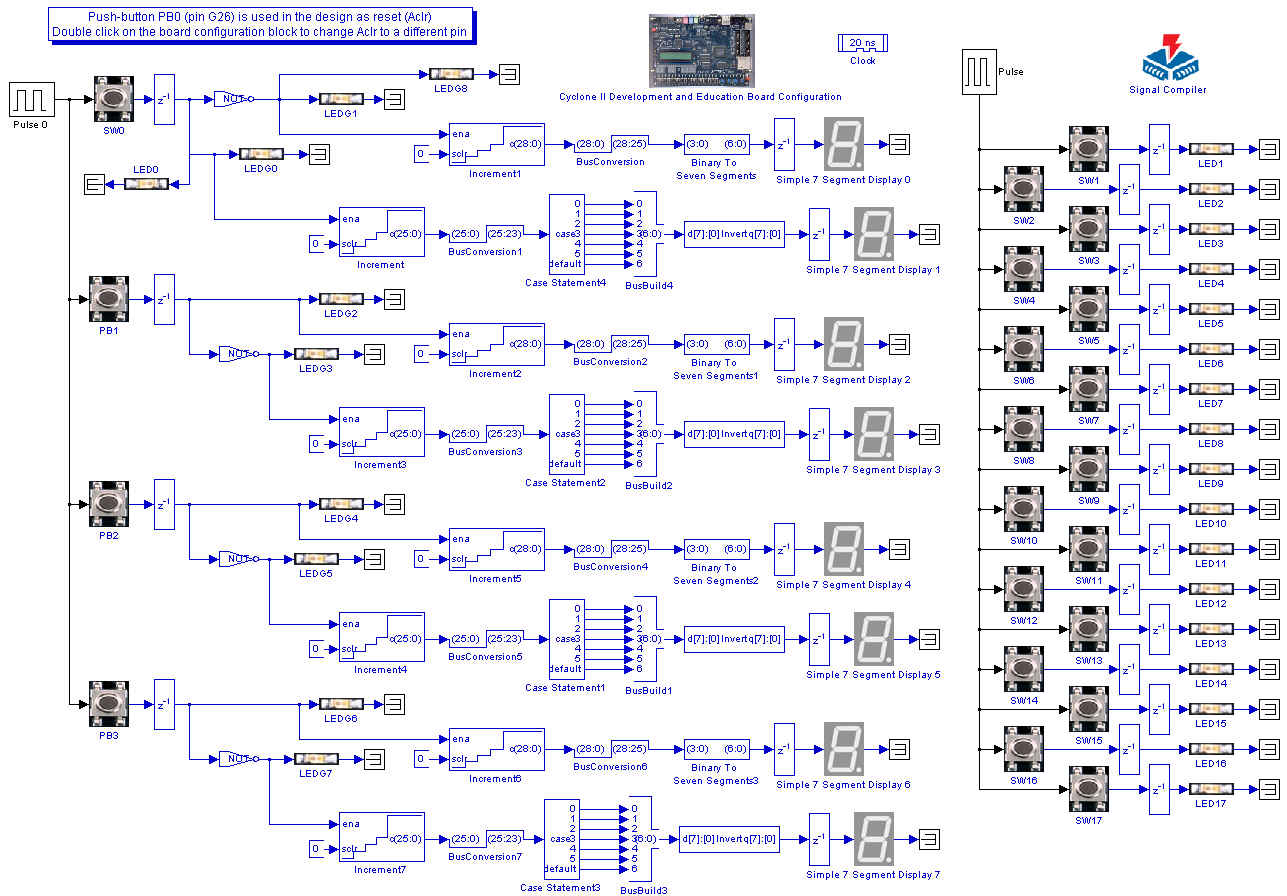 Push-button PB0 (pin G26) is used in the design as reset (Aclr)
Double click on the board configuration block to change Aclr to a different pin
Cyclone II Development and Education Board Configuration
20 ns
Clock
Pulse
Signal Compiler
Pulse 0
SW0
z-1
NOT
LEDG8
LEDG1
LEDG0
LED0
ena
0
sclr
q(28:0)
Increment1
(28:0) (28:25)
BusConversion
(3:0) (6:0)
Binary To
Seven Segments
z-1
Simple 7 Segment Display 0
ena
0
sclr
q(25:0)
Increment
(25:0) (25:23)
BusConversion1
0
1
2
case3
4
5
6
default
Case Statement4
0
1
2
3(6:0)
4
5
6
BusBuild4
d[7]:[0]Invertq[7]:[0]
z-1
Simple 7 Segment Display 1
PB1
z-1
LEDG2
NOT
LEDG3
ena
0
sclr
q(28:0)
Increment2
(28:0) (28:25)
BusConversion2
(3:0) (6:0)
Binary To
Seven Segments1
z-1
Simple 7 Segment Display 2
ena
0
sclr
q(25:0)
Increment3
(25:0) (25:23)
BusConversion3
0
1
2
case3
4
5
default
Case Statement2
0
1
2
3(6:0)
4
5
6
BusBuild2
d[7]:[0]Invertq[7]:[0]
z-1
Simple 7 Segment Display 3
PB2
z-1
LEDG4
NOT
LEDG5
ena
0
sclr
q(28:0)
Increment5
(28:0) (28:25)
BusConversion4
(3:0) (6:0)
Binary To
Seven Segments2
z-1
Simple 7 Segment Display 4
ena
0
sclr
q(25:0)
Increment4
(25:0) (25:23)
BusConversion5
0
1
2
case3
4
5
default
Case Statement1
0
1
2
3(6:0)
4
5
6
BusBuild1
d[7]:[0]Invertq[7]:[0]
z-1
Simple 7 Segment Display 5
PB3
z-1
LEDG6
NOT
LEDG7
ena
0
sclr
q(28:0)
Increment6
(28:0) (28:25)
BusConversion6
(3:0) (6:0)
Binary To
Seven Segments3
z-1
Simple 7 Segment Display 6
ena
0
sclr
q(25:0)
Increment7
(25:0) (25:23)
BusConversion7
0
1
2
case3
4
5
default
Case Statement3
0
1
2
3(6:0)
4
5
6
BusBuild3
d[7]:[0]Invertq[7]:[0]
z-1
Simple 7 Segment Display 7
SW1 z-1 LED1
SW2 z-1 LED2
SW3 z-1 LED3
SW4 z-1 LED4
SW5 z-1 LED5
SW6 z-1 LED6
SW7 z-1 LED7
SW8 z-1 LED8
SW9 z-1 LED9
SW10 z-1 LED10
SW11 z-1 LED11
SW12 z-1 LED12
SW13 z-1 LED13
SW14 z-1 LED14
SW15 z-1 LED15
SW16 z-1 LED16
SW17 z-1 LED17